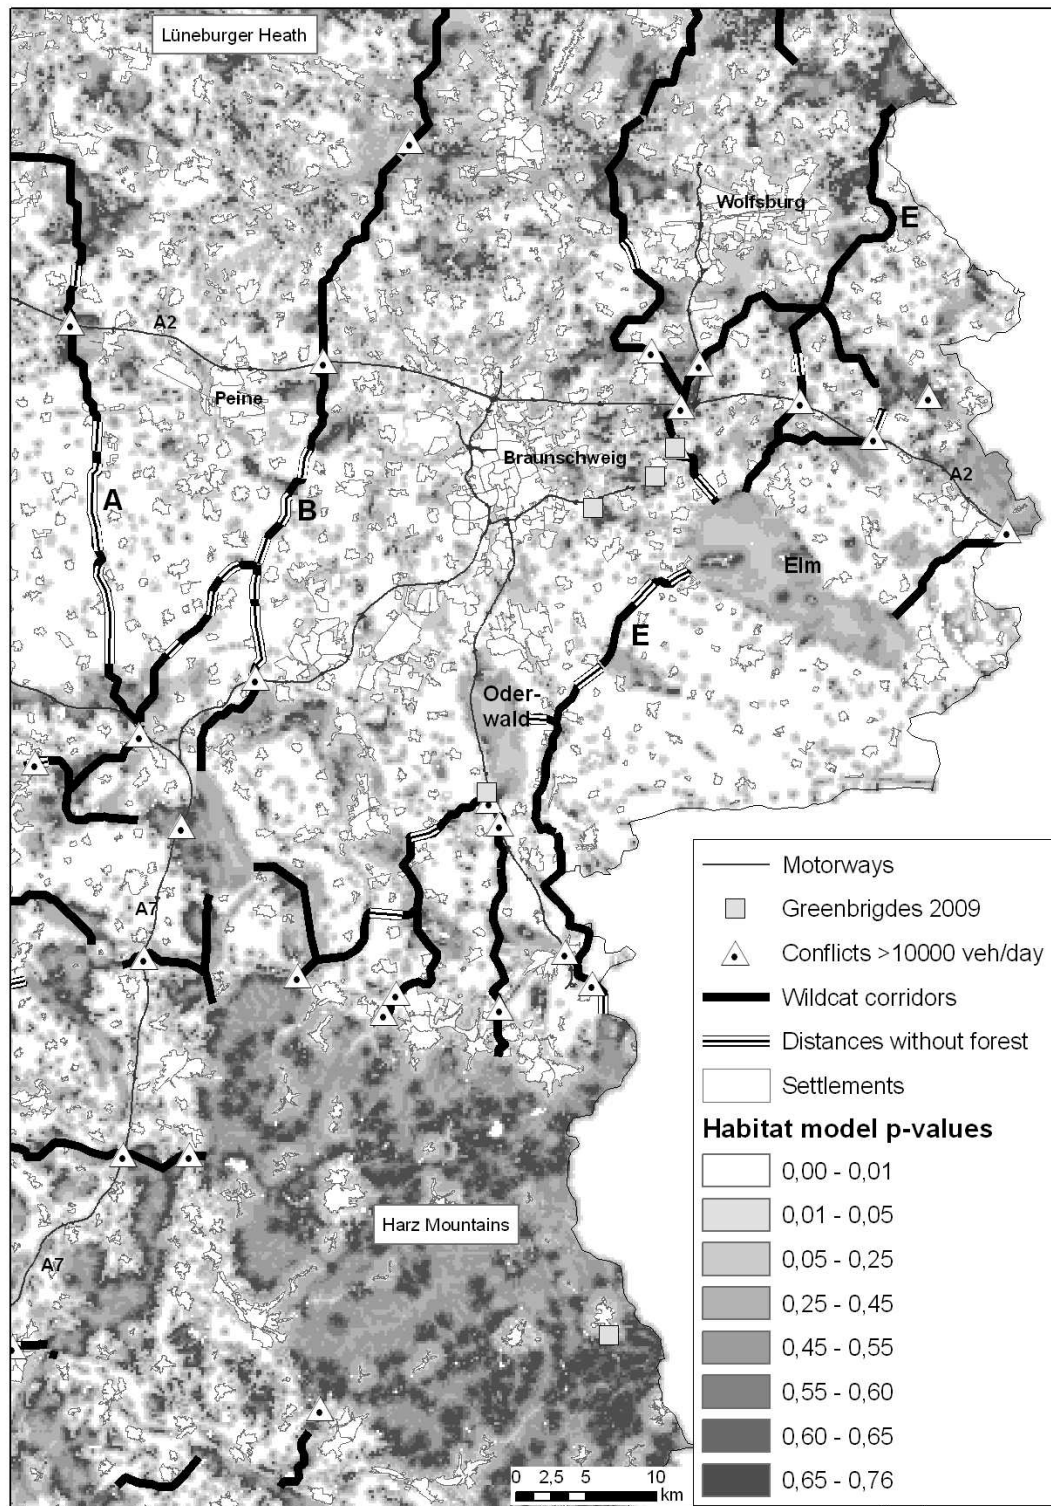 Lüneburger Heath
Wolfsburg
E
A2
Peine
Braunschweig
A
B
A2
Elm
E
Oder-
wald
A7
Harz Mountains
A7
0 2,5 5 10
km
Motorways
Greenbrigdes 2009
Conflicts >10000 veh/day
Wildcat corridors
Distances without forest
Settlements
Habitat model p-values
0,00 - 0,01
0,01 - 0,05
0,05 - 0,25
0,25 - 0,45
0,45 - 0,55
0,55 - 0,60
0,60 - 0,65
0,65 - 0,76